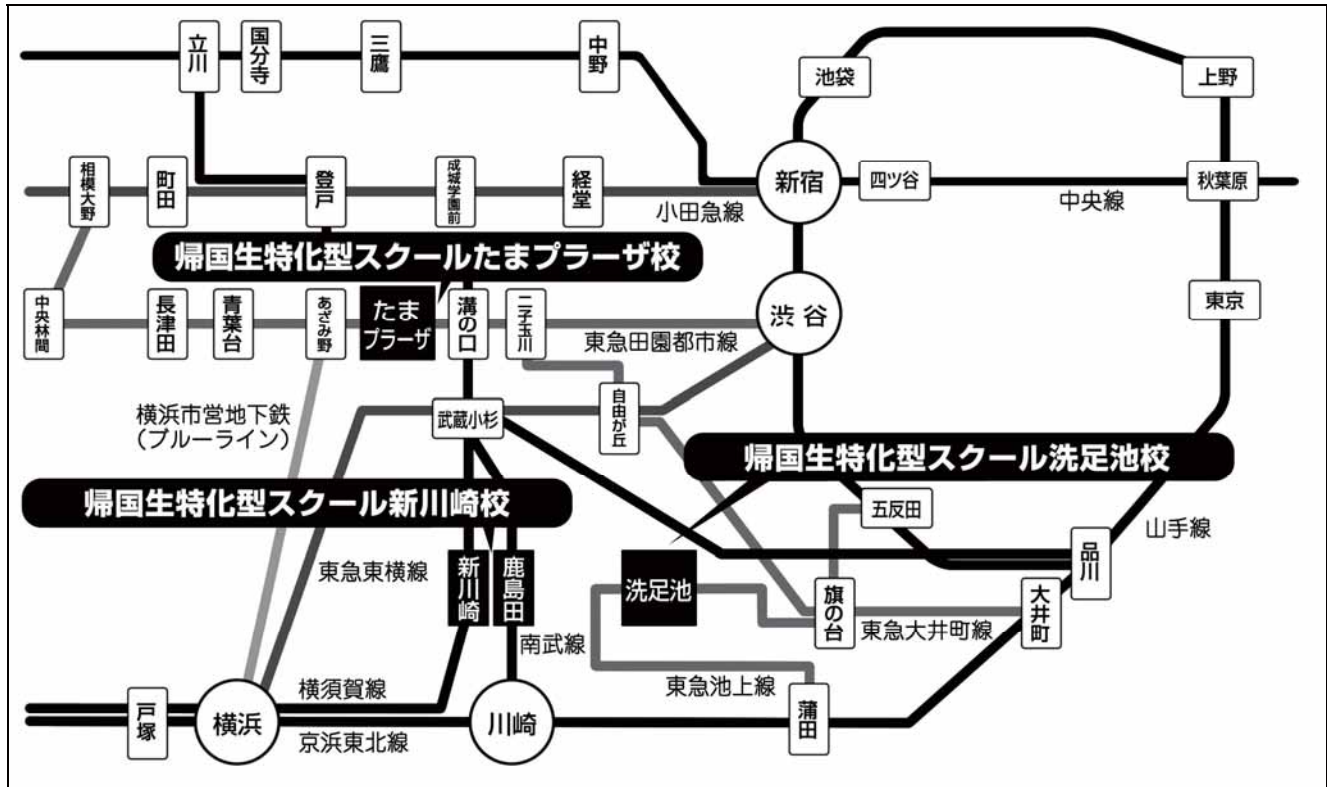 立川
国分寺
三鷹
中野
池袋
上野
相模大野
町田
登戸
成城学園前
経堂
新宿
四ツ谷
秋葉原
小田急線
中央線
帰国生特化型スクールたまプラーザ校
中央林間
長津田
青葉台
あざみ野
たま
プラーザ
溝の口
二子玉川
渋谷
東京
東急田園都市線
横浜市営地下鉄
（ブルーライン）
武蔵小杉
自由が丘
帰国生特化型スクール洗足池校
帰国生特化型スクール新川崎校
五反田
山手線
品川
東急東横線
新川崎
鹿島田
洗足池
旗の台
大井町
南武線
東急大井町線
横須賀線
東急池上線
戸塚
横浜
川崎
蒲田
京浜東北線